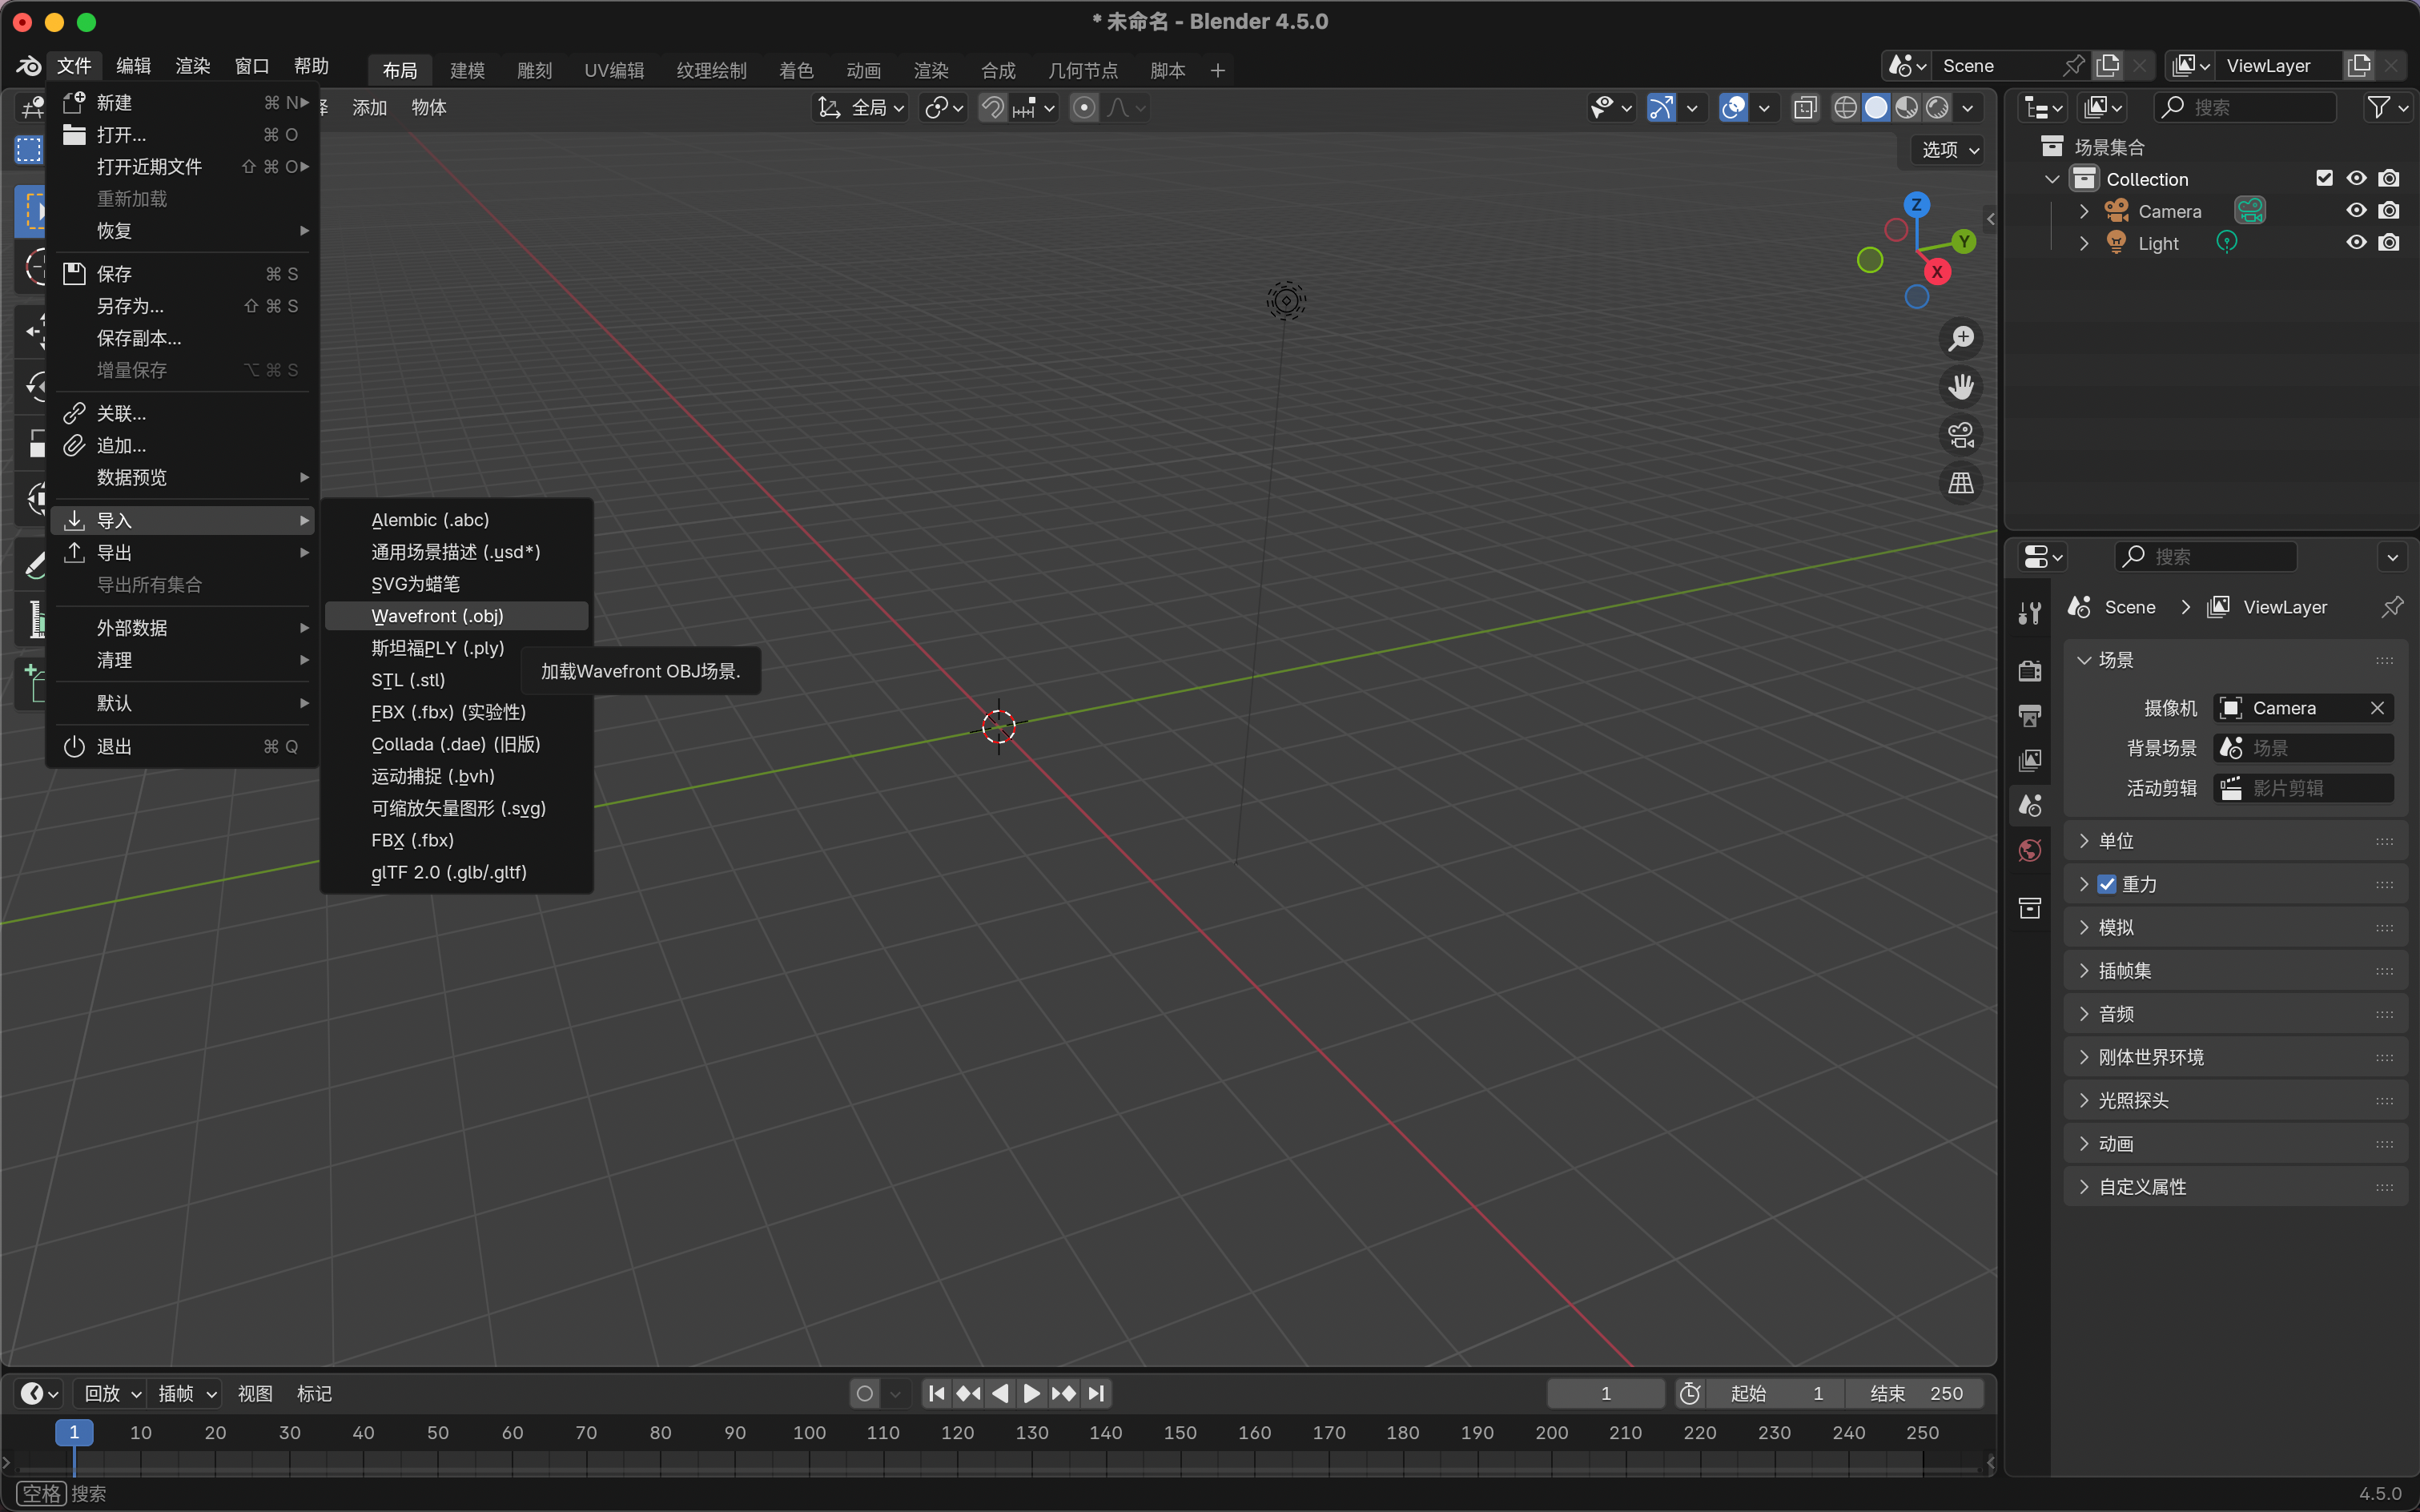 * 未命名 - Blender 4.5.0
文件 编辑 渲染 窗口 帮助 布局 建模 雕刻 UV编辑 纹理绘制 着色 动画 渲染 合成 几何节点 脚本 Scene ViewLayer
添加 物体 全局 搜索
选项
新建 ⌘ N
打开... ⌘ O
打开近期文件 ⇧ ⌘ O
重新加载
恢复
保存 ⌘ S
另存为... ⇧ ⌘ S
保存副本...
增量保存 ⌥ ⌘ S
关联...
追加...
数据预览
导入
导出
导出所有集合
外部数据
清理
默认
退出 ⌘ Q
Alembic (.abc)
通用场景描述 (.usd*)
SVG为蜡笔
Wavefront (.obj)
斯坦福PLY (.ply)
STL (.stl)
FBX (.fbx) (实验性)
Collada (.dae) (旧版)
运动捕捉 (.bvh)
可缩放矢量图形 (.svg)
FBX (.fbx)
glTF 2.0 (.glb/.gltf)
加载Wavefront OBJ场景.
Z
Y
X
场景集合
Collection
Camera
Light
搜索
Scene ViewLayer
场景
摄像机 Camera
背景场景 场景
活动剪辑 影片剪辑
单位
重力
模拟
插帧集
音频
刚体世界环境
光照探头
动画
自定义属性
回放 插帧 视图 标记 1 起始 1 结束 250
1 10 20 30 40 50 60 70 80 90 100 110 120 130 140 150 160 170 180 190 200 210 220 230 240 250
空格 搜索 4.5.0